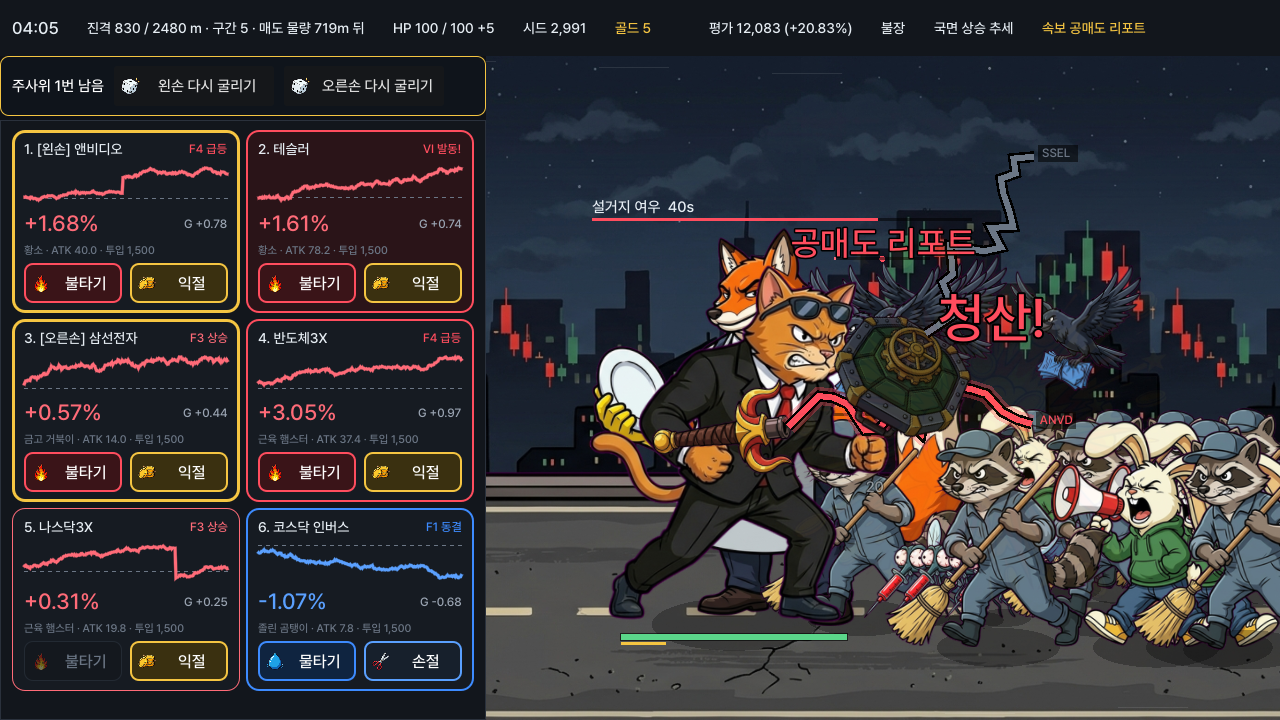 04:05 진격 830 / 2480 m · 구간 5 · 매도 물량 719m 뒤 HP 100 / 100 +5 시드 2,991 골드 5 평가 12,083 (+20.83%) 불장 국면 상승 추세 속보 공매도 리포트
주사위 1번 남음 왼손 다시 굴리기 오른손 다시 굴리기
1. [왼손] 앤비디오 F4 급등
+1.68% G +0.78
황소 · ATK 40.0 · 투입 1,500
불타기 익절
2. 테슬러 VI 발동!
+1.61% G +0.74
황소 · ATK 78.2 · 투입 1,500
불타기 익절
3. [오른손] 삼선전자 F3 상승
+0.57% G +0.44
금고 거북이 · ATK 14.0 · 투입 1,500
불타기 익절
4. 반도체3X F4 급등
+3.05% G +0.97
근육 햄스터 · ATK 37.4 · 투입 1,500
불타기 익절
5. 나스닥3X F3 상승
+0.31% G +0.25
근육 햄스터 · ATK 19.8 · 투입 1,500
불타기 익절
6. 코스닥 인버스 F1 동결
-1.07% G -0.68
졸린 곰탱이 · ATK 7.8 · 투입 1,500
물타기 손절
SSEL
설거지 여우 40s
공매도 리포트
청산!
ANVD
20